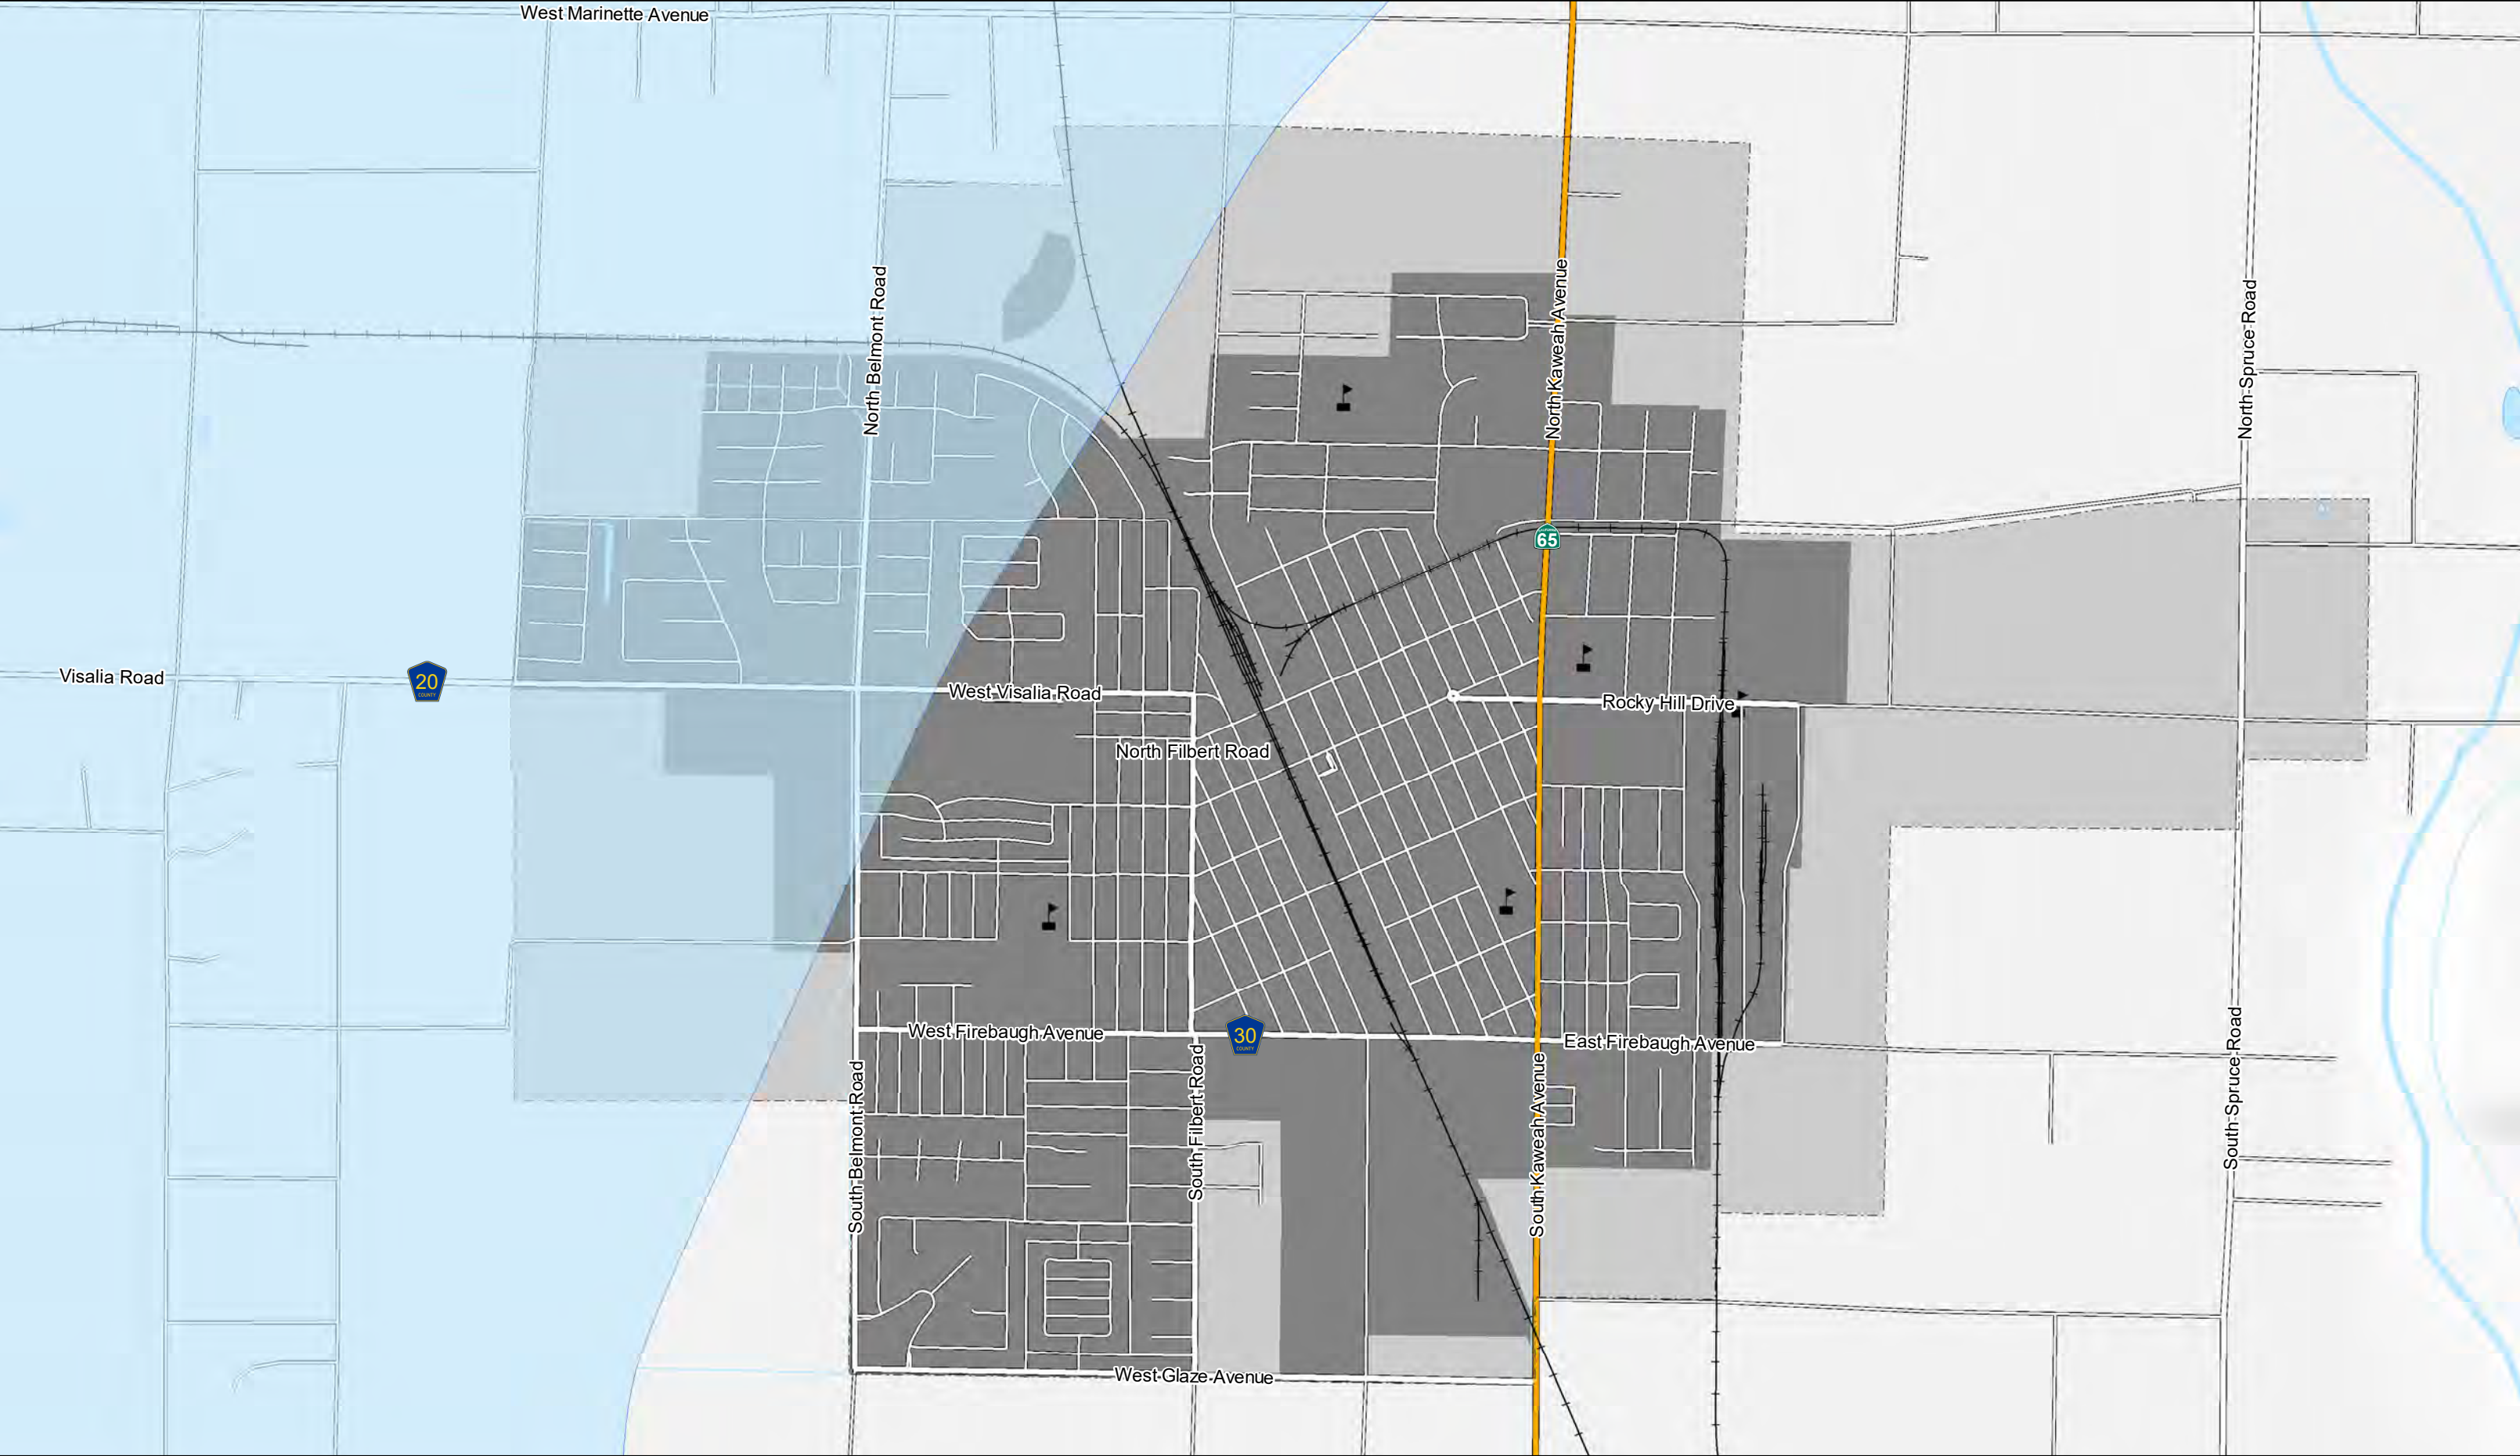 West Marinette Avenue
North Belmont Road
North Kaweah Avenue
North Spruce Road
65
Visalia Road
20
COUNTY
West Visalia Road
Rocky Hill Drive
North Filbert Road
West Firebaugh Avenue
30
COUNTY
East Firebaugh Avenue
South Belmont Road
South Filbert Road
South Kaweah Avenue
South Spruce Road
West Glaze Avenue